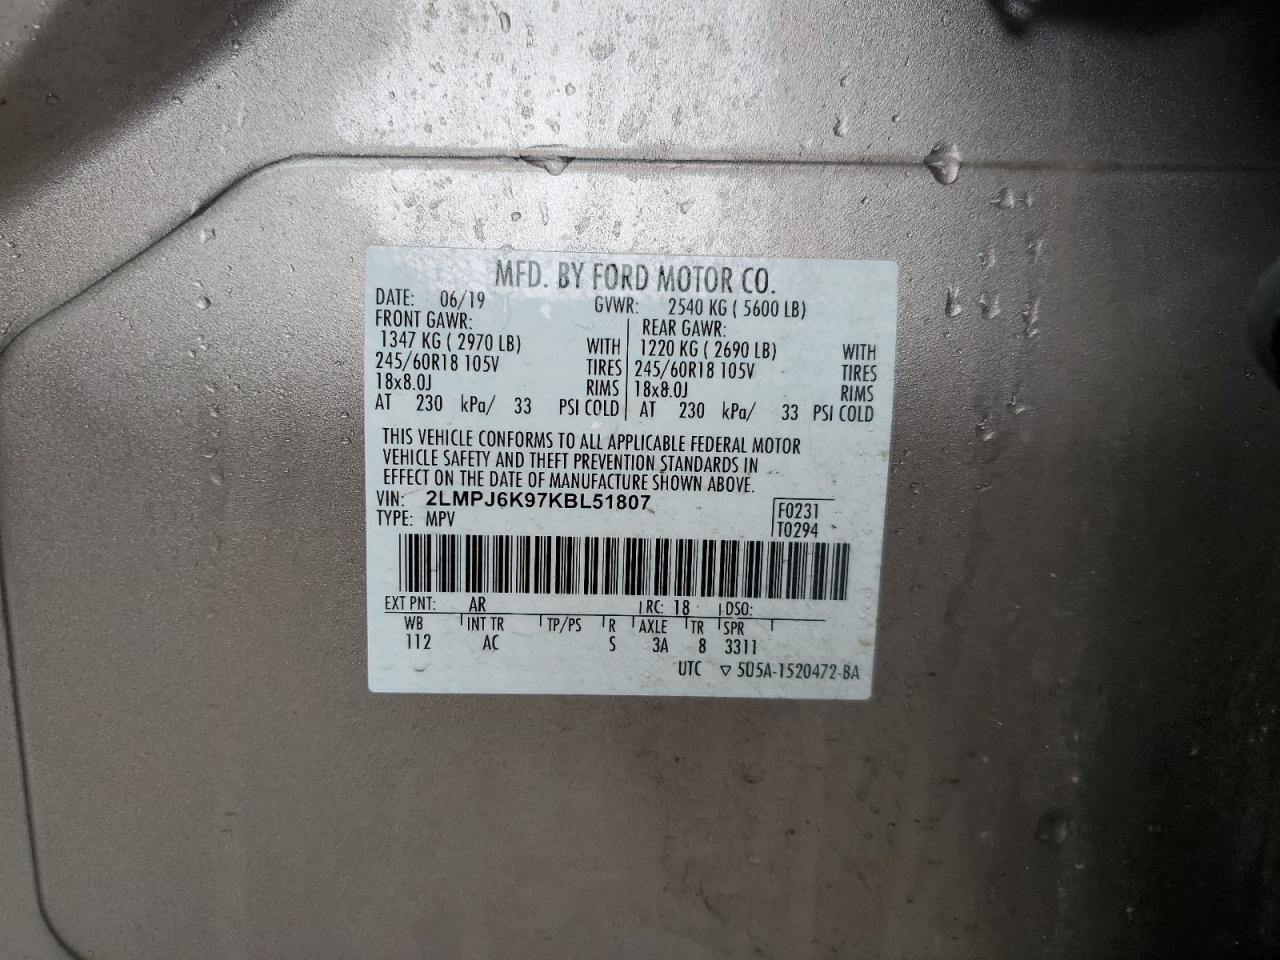 MFD. BY FORD MOTOR CO.
DATE: 06/19 GVWR: 2540 KG ( 5600 LB)
FRONT GAWR: REAR GAWR:
1347 KG ( 2970 LB) WITH 1220 KG ( 2690 LB) WITH
245/60R18 105V TIRES 245/60R18 105V TIRES
18x8.0J RIMS 18x8.0J RIMS
AT 230 kPa/ 33 PSI COLD AT 230 kPa/ 33 PSI COLD
THIS VEHICLE CONFORMS TO ALL APPLICABLE FEDERAL MOTOR
VEHICLE SAFETY AND THEFT PREVENTION STANDARDS IN
EFFECT ON THE DATE OF MANUFACTURE SHOWN ABOVE.
VIN: 2LMPJ6K97KBL51807 F0231
TYPE: MPV T0294
EXT PNT: AR RC: 18 DSO:
WB INT TR TP/PS R AXLE TR SPR
112 AC S 3A 8 3311
UTC ▽ 5U5A-1520472-BA